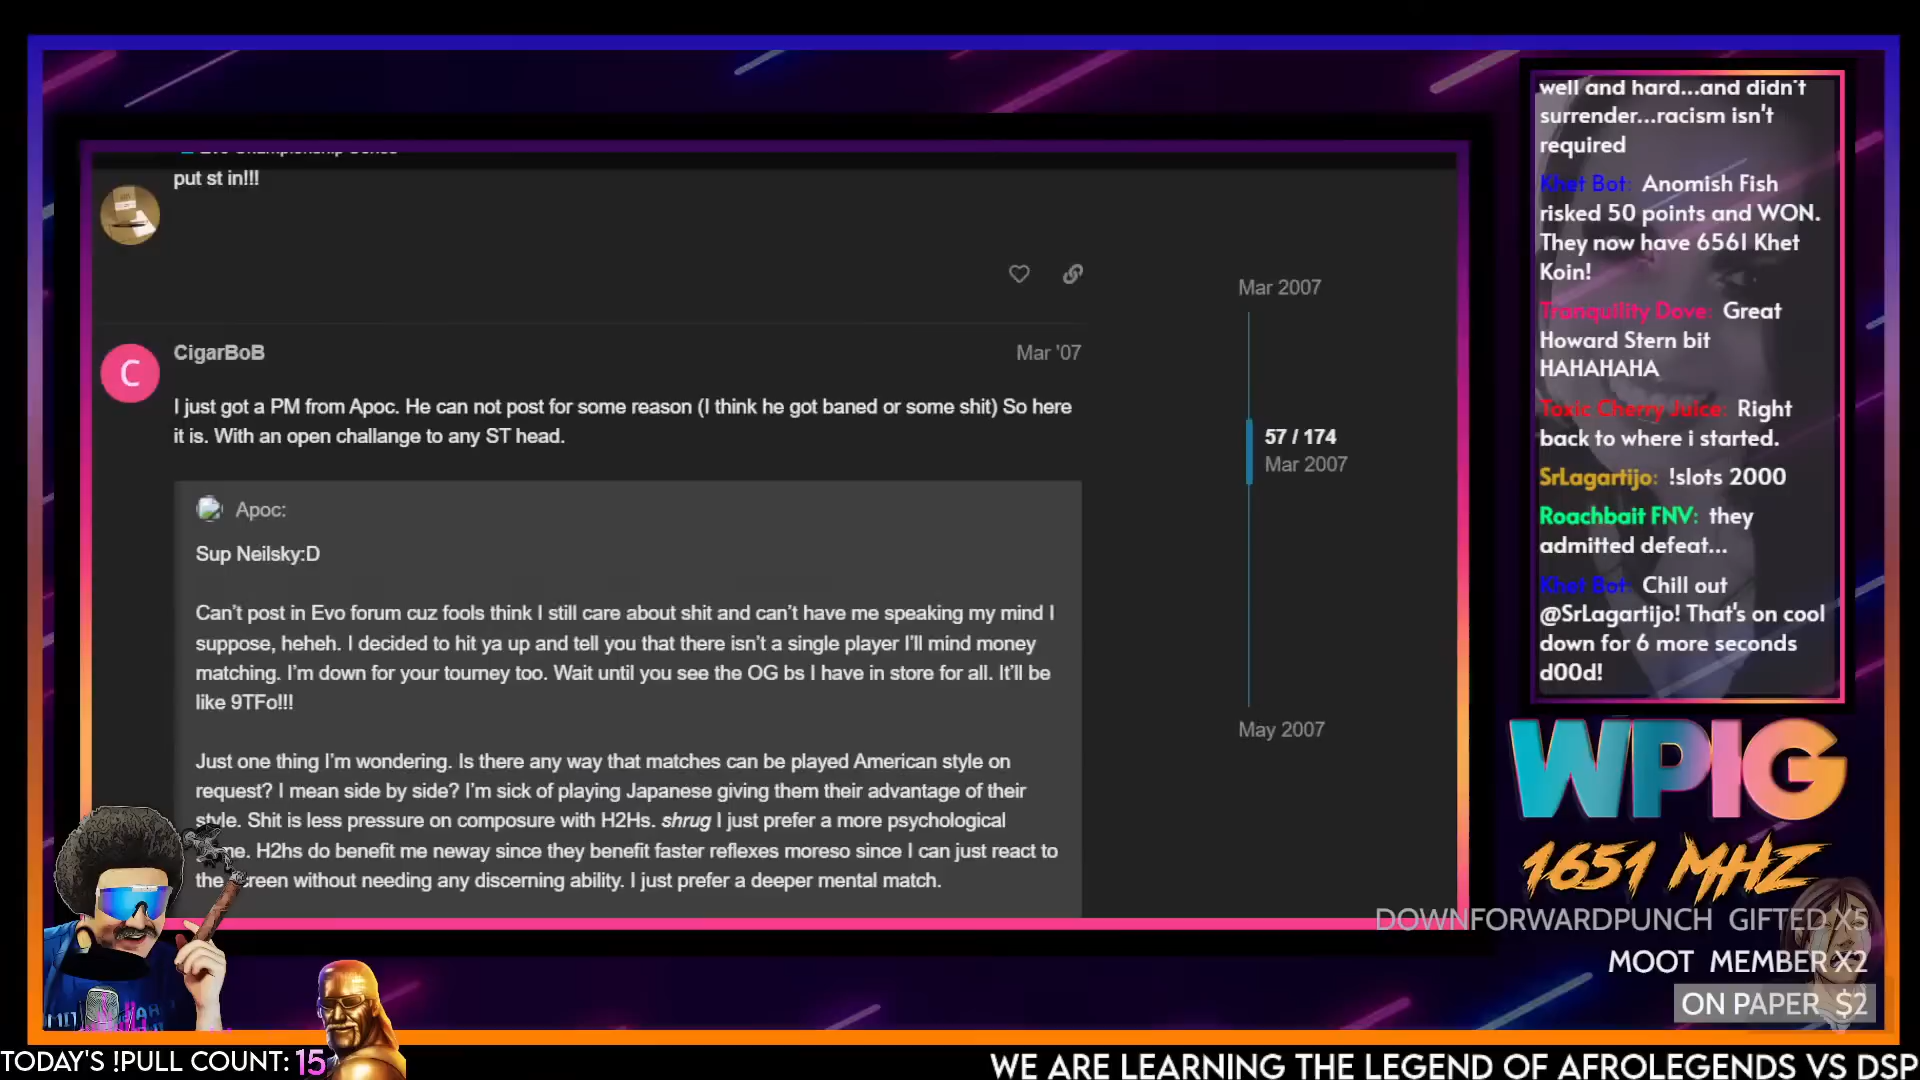 put st in!!!
Mar 2007
CigarBoB
Mar '07
C
I just got a PM from Apoc. He can not post for some reason (I think he got baned or some shit) So here
it is. With an open challange to any ST head.
57 / 174
Mar 2007
Apoc:
Sup Neilsky:D
Can't post in Evo forum cuz fools think I still care about shit and can't have me speaking my mind I
suppose, heheh. I decided to hit ya up and tell you that there isn't a single player I'll mind money
matching. I'm down for your tourney too. Wait until you see the OG bs I have in store for all. It'll be
like 9TFo!!!
May 2007
Just one thing I'm wondering. Is there any way that matches can be played American style on
request? I mean side by side? I'm sick of playing Japanese giving them their advantage of their
style. Shit is less pressure on composure with H2Hs. shrug I just prefer a more psychological
H2hs do benefit me neway since they benefit faster reflexes moreso since I can just react to
the screen without needing any discerning ability. I just prefer a deeper mental match.
well and hard...and didn't
surrender...racism isn't
required
Khet Bot: Anomish Fish
risked 50 points and WON.
They now have 6561 Khet
Koin!
Tranquility Dove: Great
Howard Stern bit
HAHAHAHA
Toxic Cherry Juice: Right
back to where i started.
SrLagartijo: !slots 2000
Roachbait FNV: they
admitted defeat...
Khet Bot: Chill out
@SrLagartijo! That's on cool
down for 6 more seconds
d00d!
WPIG
1651 MHZ
DOWNFORWARDPUNCH GIFTED X5
MOOT MEMBER X2
ON PAPER $2
TODAY'S !PULL COUNT: 15
WE ARE LEARNING THE LEGEND OF AFROLEGENDS VS DSP